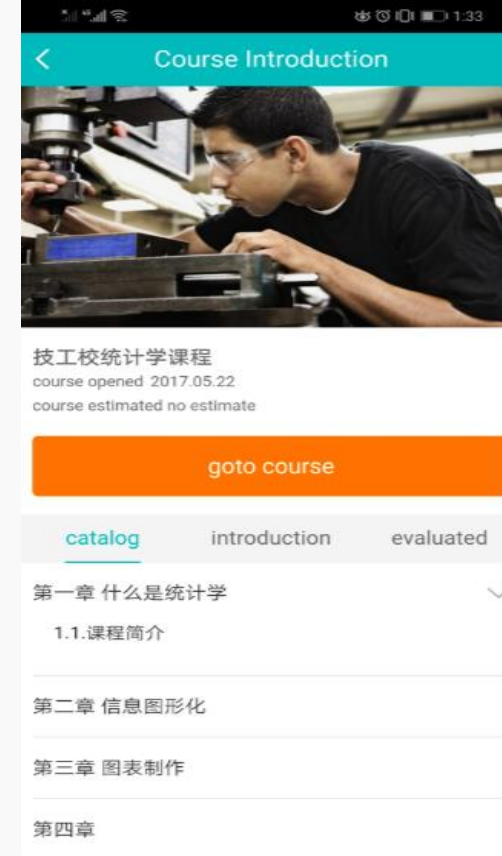 1:33
Course Introduction
技工校统计学课程
course opened 2017.05.22
course estimated no estimate
goto course
catalog introduction evaluated
第一章 什么是统计学
1.1.课程简介
第二章 信息图形化
第三章 图表制作
第四章